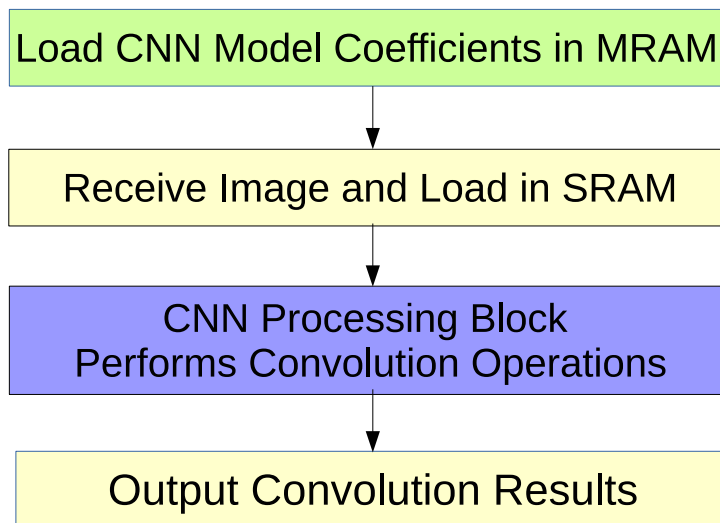 Load CNN Model Coefficients in MRAM
Receive Image and Load in SRAM
CNN Processing Block
Performs Convolution Operations
Output Convolution Results